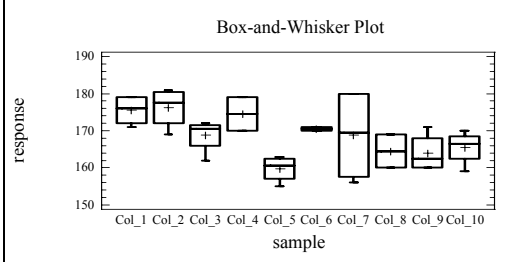 Box-and-Whisker Plot
190
180
170
160
150
response
Col_1 Col_2 Col_3 Col_4 Col_5 Col_6 Col_7 Col_8 Col_9 Col_10
sample